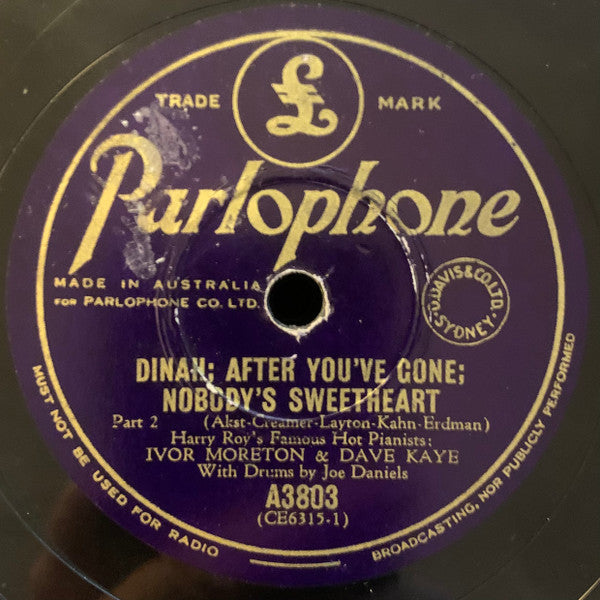 £
TRADE MARK
Parlophone
MADE IN AUSTRALIA
FOR PARLOPHONE CO. LTD.
D.DAVIS&CO.LTD.
SYDNEY
DINAH; AFTER YOU'VE GONE;
NOBODY'S SWEETHEART
Part 2 (Akst-Creamer-Layton-Kahn-Erdman)
Harry Roy's Famous Hot Pianists:
IVOR MORETON & DAVE KAYE
With Drums by Joe Daniels
A3803
(CE6315-1)
MUST NOT BE USED FOR RADIO BROADCASTING, NOR PUBLICLY PERFORMED